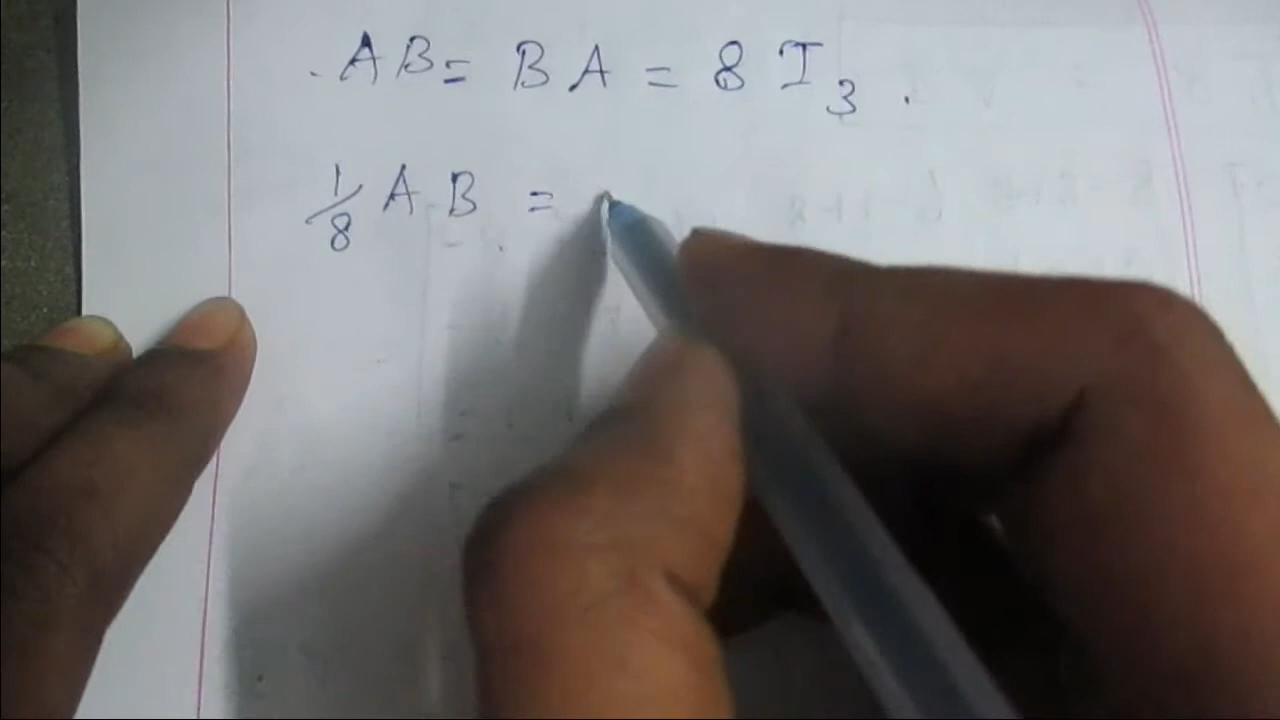 AB = BA = 8 I₃ .
1/8 AB =